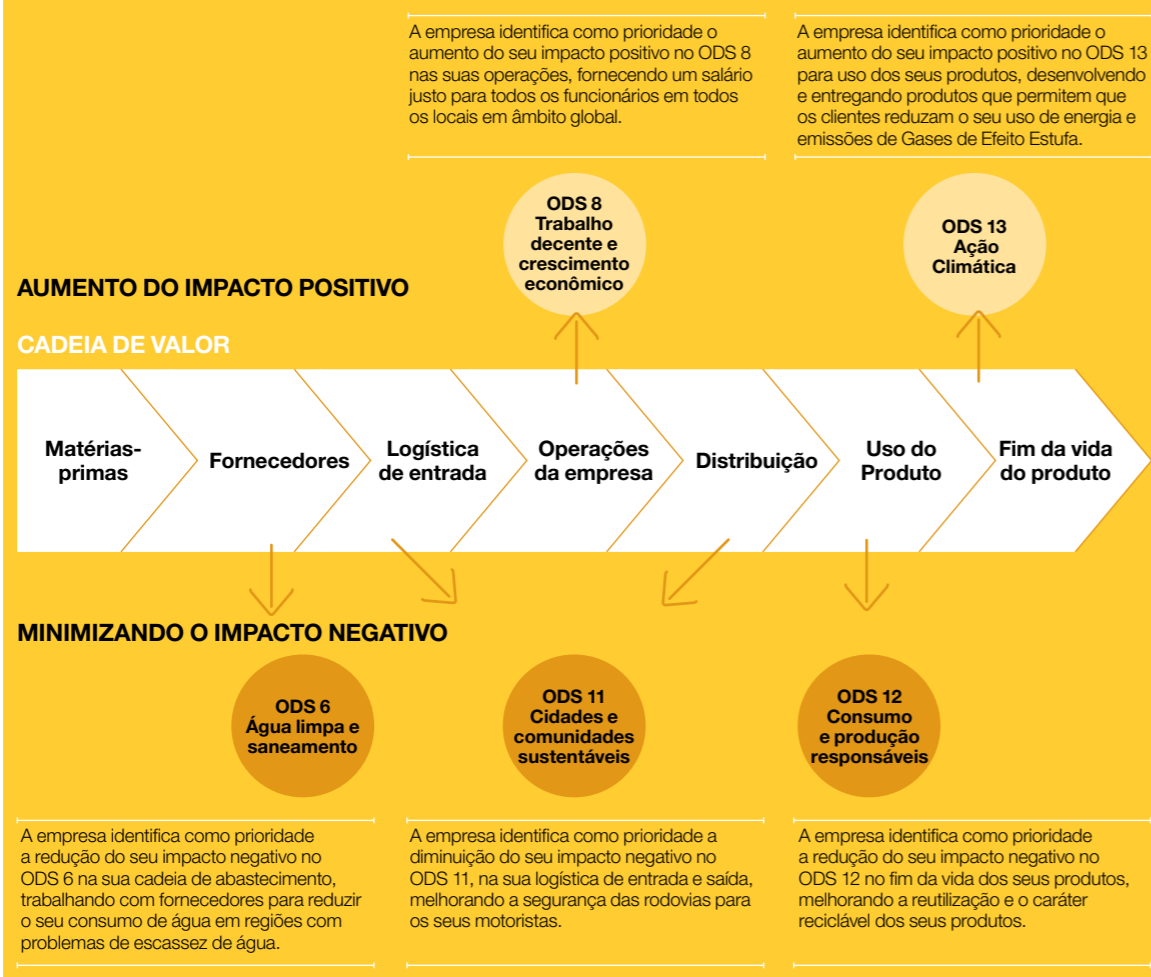 A empresa identifica como prioridade o
aumento do seu impacto positivo no ODS 8
nas suas operações, fornecendo um salário
justo para todos os funcionários em todos
os locais em âmbito global.
A empresa identifica como prioridade o
aumento do seu impacto positivo no ODS 13
para uso dos seus produtos, desenvolvendo
e entregando produtos que permitem que
os clientes reduzam o seu uso de energia e
emissões de Gases de Efeito Estufa.
ODS 8
Trabalho
decente e
crescimento
econômico
ODS 13
Ação
Climática
AUMENTO DO IMPACTO POSITIVO
CADEIA DE VALOR
Matérias-
primas
Fornecedores
Logística
de entrada
Operações
da empresa
Distribuição
Uso do
Produto
Fim da vida
do produto
MINIMIZANDO O IMPACTO NEGATIVO
ODS 6
Água limpa e
saneamento
ODS 11
Cidades e
comunidades
sustentáveis
ODS 12
Consumo
e produção
responsáveis
A empresa identifica como prioridade
a redução do seu impacto negativo no
ODS 6 na sua cadeia de abastecimento,
trabalhando com fornecedores para reduzir
o seu consumo de água em regiões com
problemas de escassez de água.
A empresa identifica como prioridade a
diminuição do seu impacto negativo no
ODS 11, na sua logística de entrada e saída,
melhorando a segurança das rodovias para
os seus motoristas.
A empresa identifica como prioridade
a redução do seu impacto negativo no
ODS 12 no fim da vida dos seus produtos,
melhorando a reutilização e o caráter
reciclável dos seus produtos.